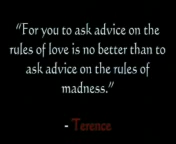 “For you to ask advice on the
rules of love is no better than to
ask advice on the rules of
madness.”
- Terence